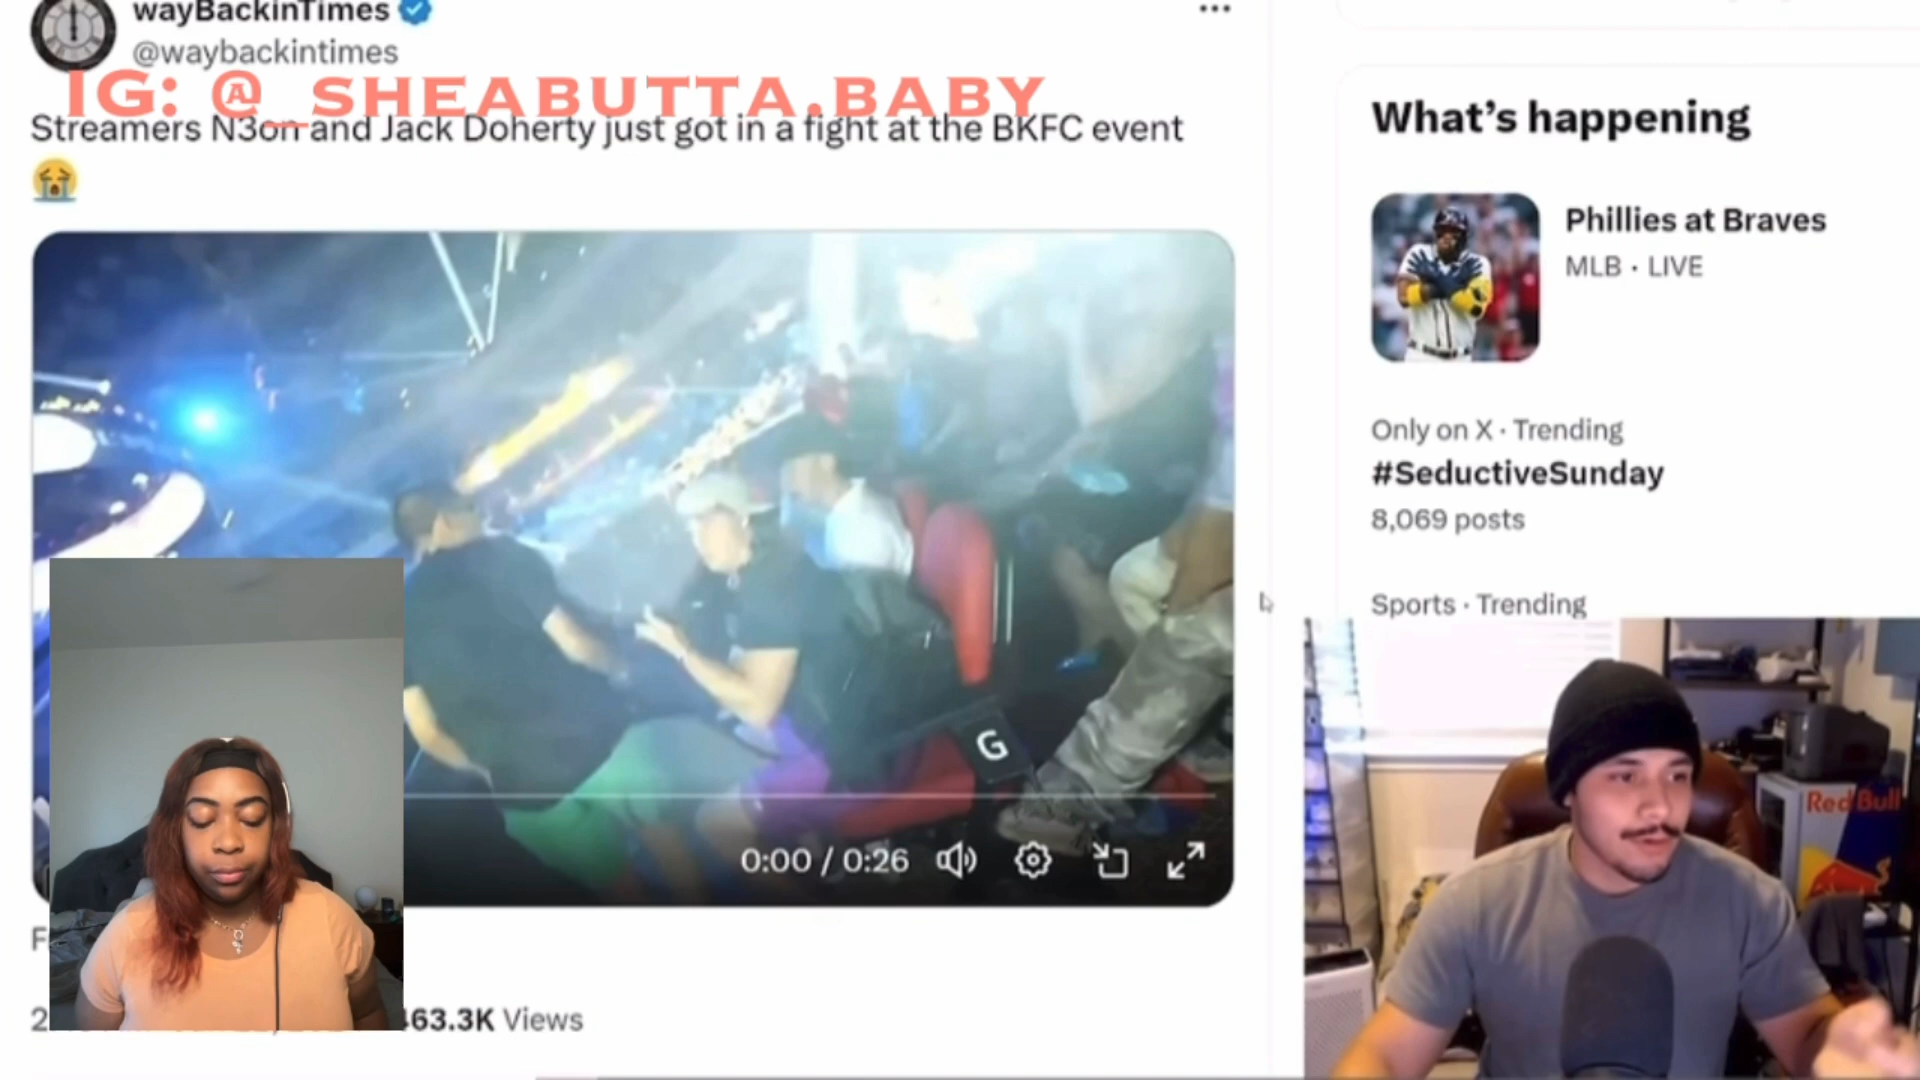 wayBackinTimes
@waybackintimes
IG: @_SHEABUTTA.BABY
Streamers N3on and Jack Doherty just got in a fight at the BKFC event
😭
G
0:00 / 0:26
463.3K Views
What's happening
Phillies at Braves
MLB · LIVE
Only on X · Trending
#SeductiveSunday
8,069 posts
Sports · Trending
Red Bull